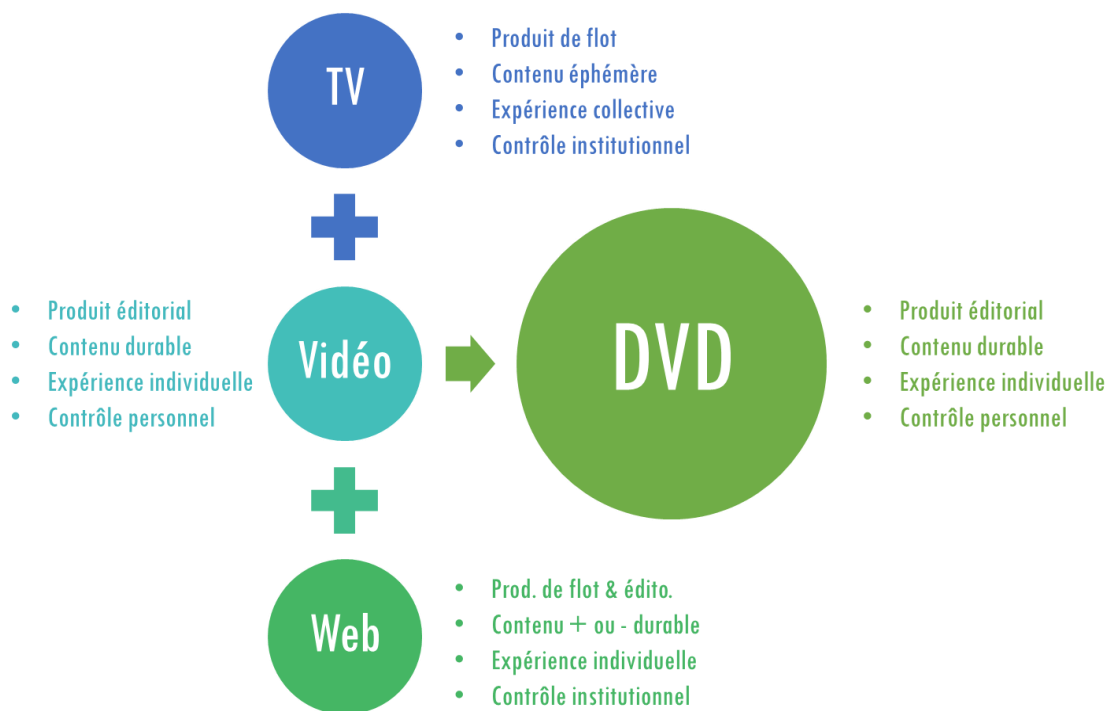 TV
• Produit de flot
• Contenu éphémère
• Expérience collective
• Contrôle institutionnel
Vidéo
• Produit éditorial
• Contenu durable
• Expérience individuelle
• Contrôle personnel
DVD
• Produit éditorial
• Contenu durable
• Expérience individuelle
• Contrôle personnel
Web
• Prod. de flot & édito.
• Contenu + ou - durable
• Expérience individuelle
• Contrôle institutionnel